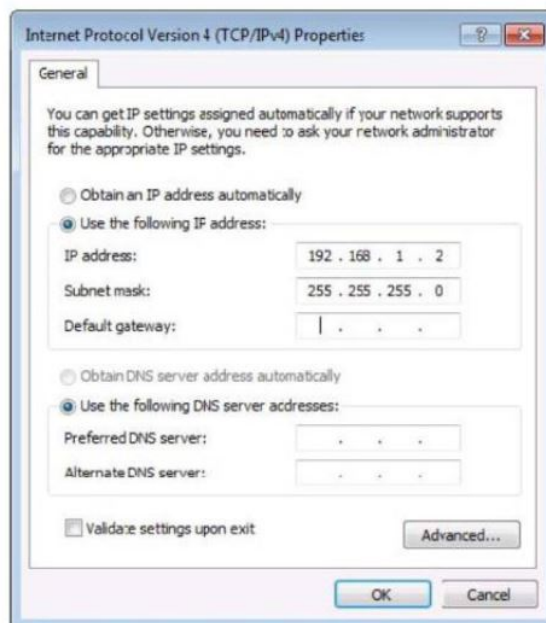 Internet Protocol Version 4 (TCP/IPv4) Properties
General
You can get IP settings assigned automatically if your network supports
this capability. Otherwise, you need to ask your network administrator
for the appropriate IP settings.
Obtain an IP address automatically
Use the following IP address:
IP address: 192 . 168 . 1 . 2
Subnet mask: 255 . 255 . 255 . 0
Default gateway: . . .
Obtain DNS server address automatically
Use the following DNS server addresses:
Preferred DNS server: . . .
Alternate DNS server: . . .
Validate settings upon exit
Advanced...
OK Cancel